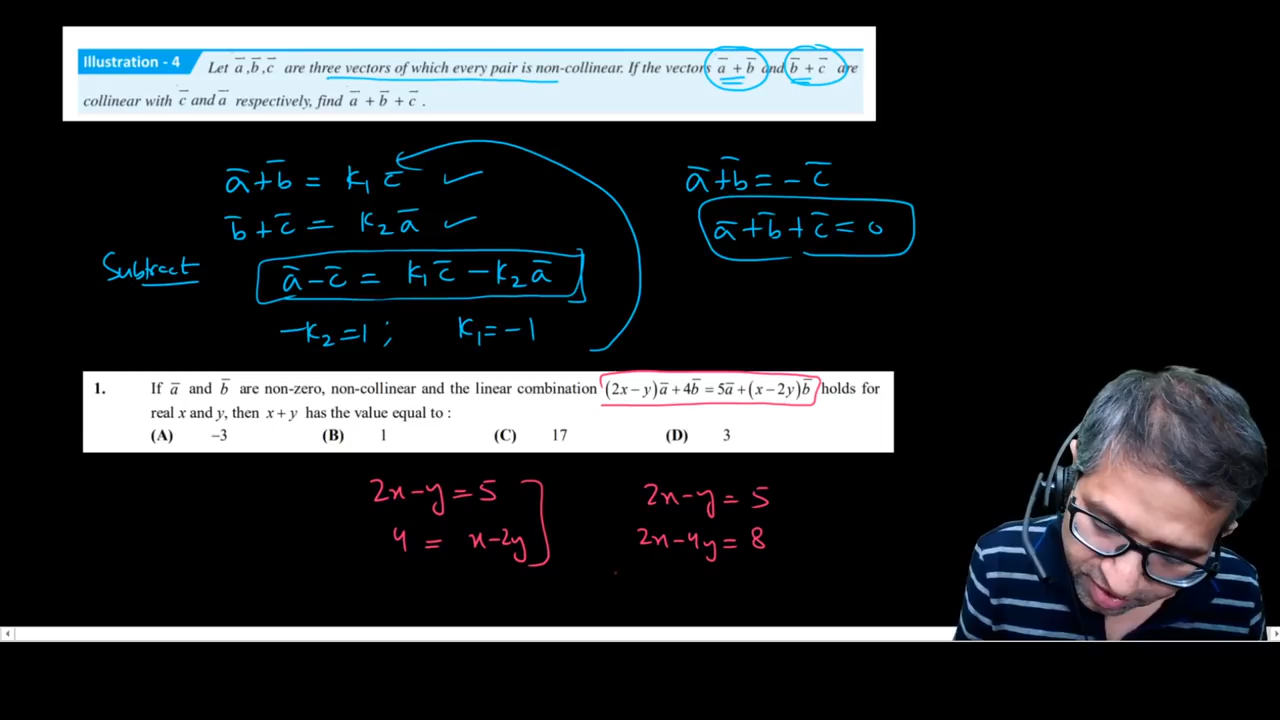 Illustration - 4 Let a̅, b̅, c̅ are three vectors of which every pair is non-collinear. If the vectors a̅ + b̅ and b̅ + c̅ are
collinear with c̅ and a̅ respectively, find a̅ + b̅ + c̅ .
a̅ + b̅ = k₁ c̅ ✓
b̅ + c̅ = k₂ a̅ ✓
Subtract a̅ − c̅ = k₁ c̅ − k₂ a̅
−k₂ = 1 ; k₁ = −1
a̅ + b̅ = − c̅
a̅ + b̅ + c̅ = 0
1. If a̅ and b̅ are non-zero, non-collinear and the linear combination (2x − y)a̅ + 4b̅ = 5a̅ + (x − 2y)b̅ holds for
real x and y, then x + y has the value equal to :
(A) −3 (B) 1 (C) 17 (D) 3
2x − y = 5
4 = x − 2y
2x − y = 5
2x − 4y = 8